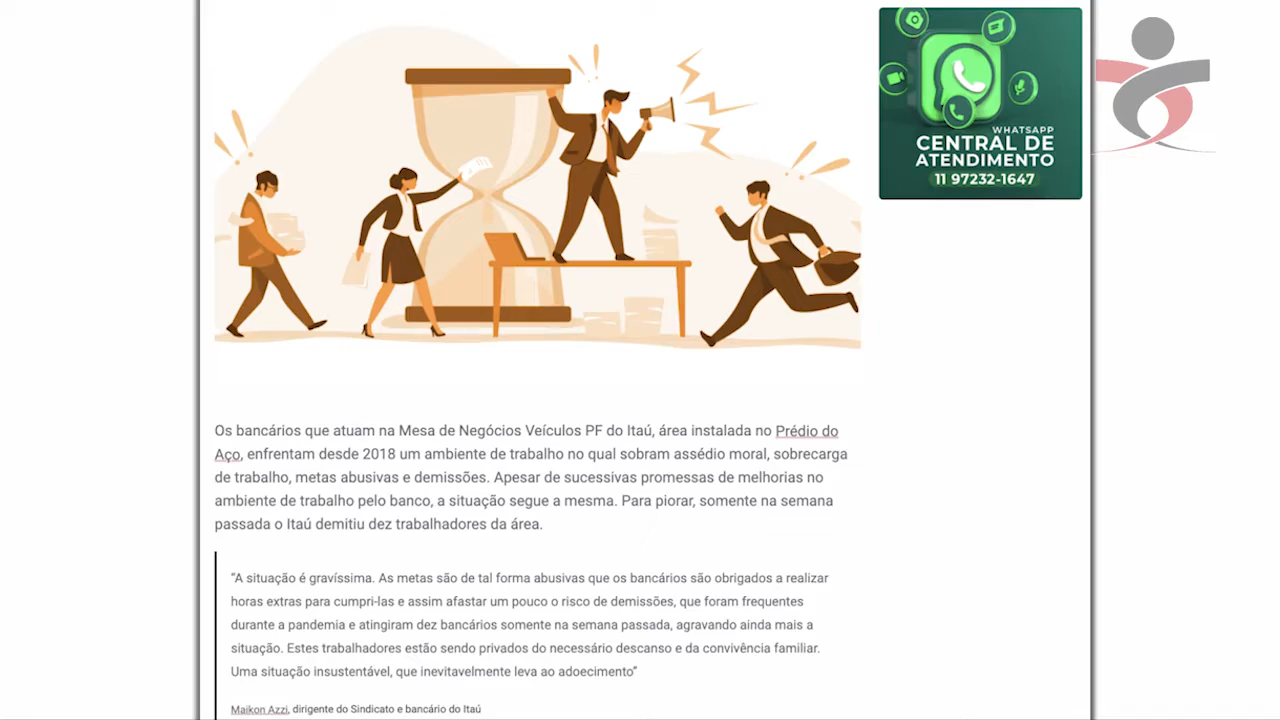 WHATSAPP
CENTRAL DE
ATENDIMENTO
11 97232-1647
Os bancários que atuam na Mesa de Negócios Veículos PF do Itaú, área instalada no Prédio do
Aço, enfrentam desde 2018 um ambiente de trabalho no qual sobram assédio moral, sobrecarga
de trabalho, metas abusivas e demissões. Apesar de sucessivas promessas de melhorias no
ambiente de trabalho pelo banco, a situação segue a mesma. Para piorar, somente na semana
passada o Itaú demitiu dez trabalhadores da área.
“A situação é gravíssima. As metas são de tal forma abusivas que os bancários são obrigados a realizar
horas extras para cumpri-las e assim afastar um pouco o risco de demissões, que foram frequentes
durante a pandemia e atingiram dez bancários somente na semana passada, agravando ainda mais a
situação. Estes trabalhadores estão sendo privados do necessário descanso e da convivência familiar.
Uma situação insustentável, que inevitavelmente leva ao adoecimento”
Maikon Azzi, dirigente do Sindicato e bancário do Itaú